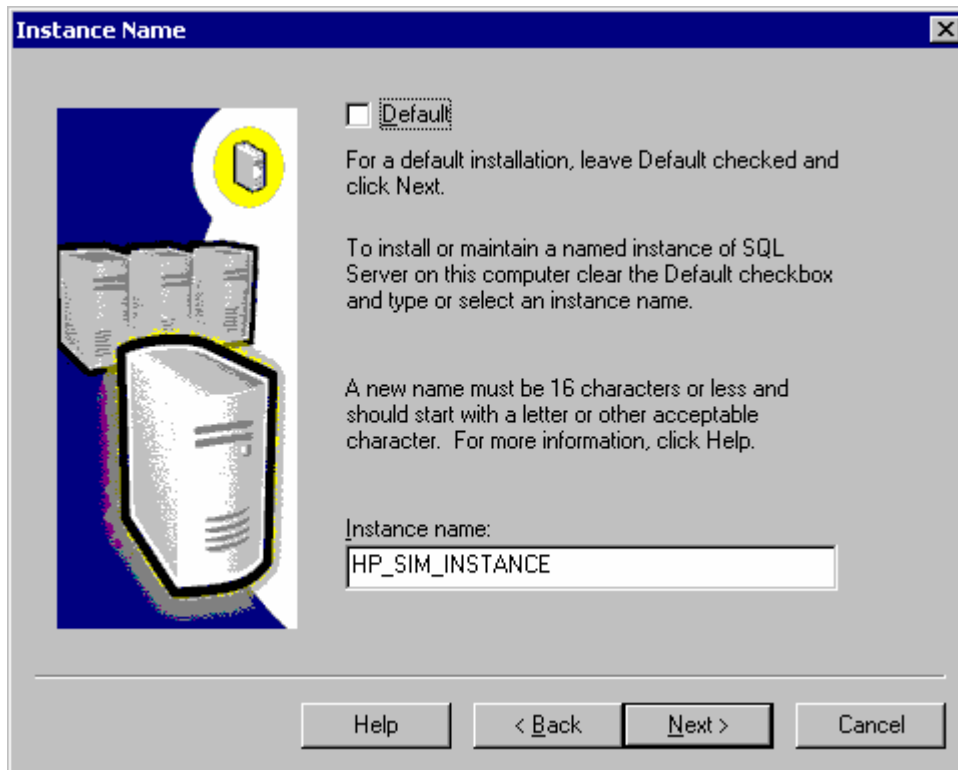 Instance Name
Default
For a default installation, leave Default checked and
click Next.
To install or maintain a named instance of SQL
Server on this computer clear the Default checkbox
and type or select an instance name.
A new name must be 16 characters or less and
should start with a letter or other acceptable
character.  For more information, click Help.
Instance name:
HP_SIM_INSTANCE
Help < Back Next > Cancel